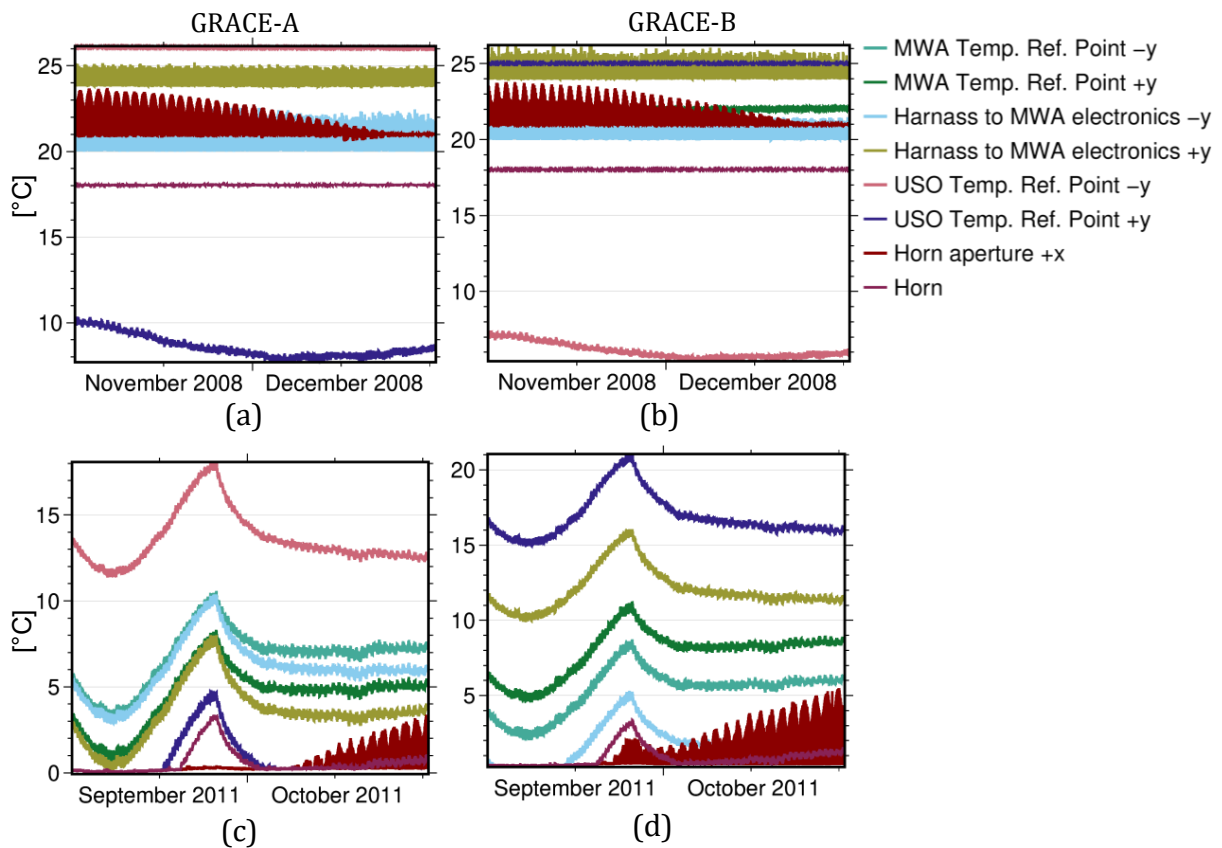 GRACE-A
GRACE-B
25
20
15
10
[°C]
November 2008
December 2008
(a)
25
20
15
10
November 2008
December 2008
(b)
MWA Temp. Ref. Point −y
MWA Temp. Ref. Point +y
Harnass to MWA electronics −y
Harnass to MWA electronics +y
USO Temp. Ref. Point −y
USO Temp. Ref. Point +y
Horn aperture +x
Horn
15
10
5
0
[°C]
September 2011
October 2011
(c)
20
15
10
5
September 2011
October 2011
(d)